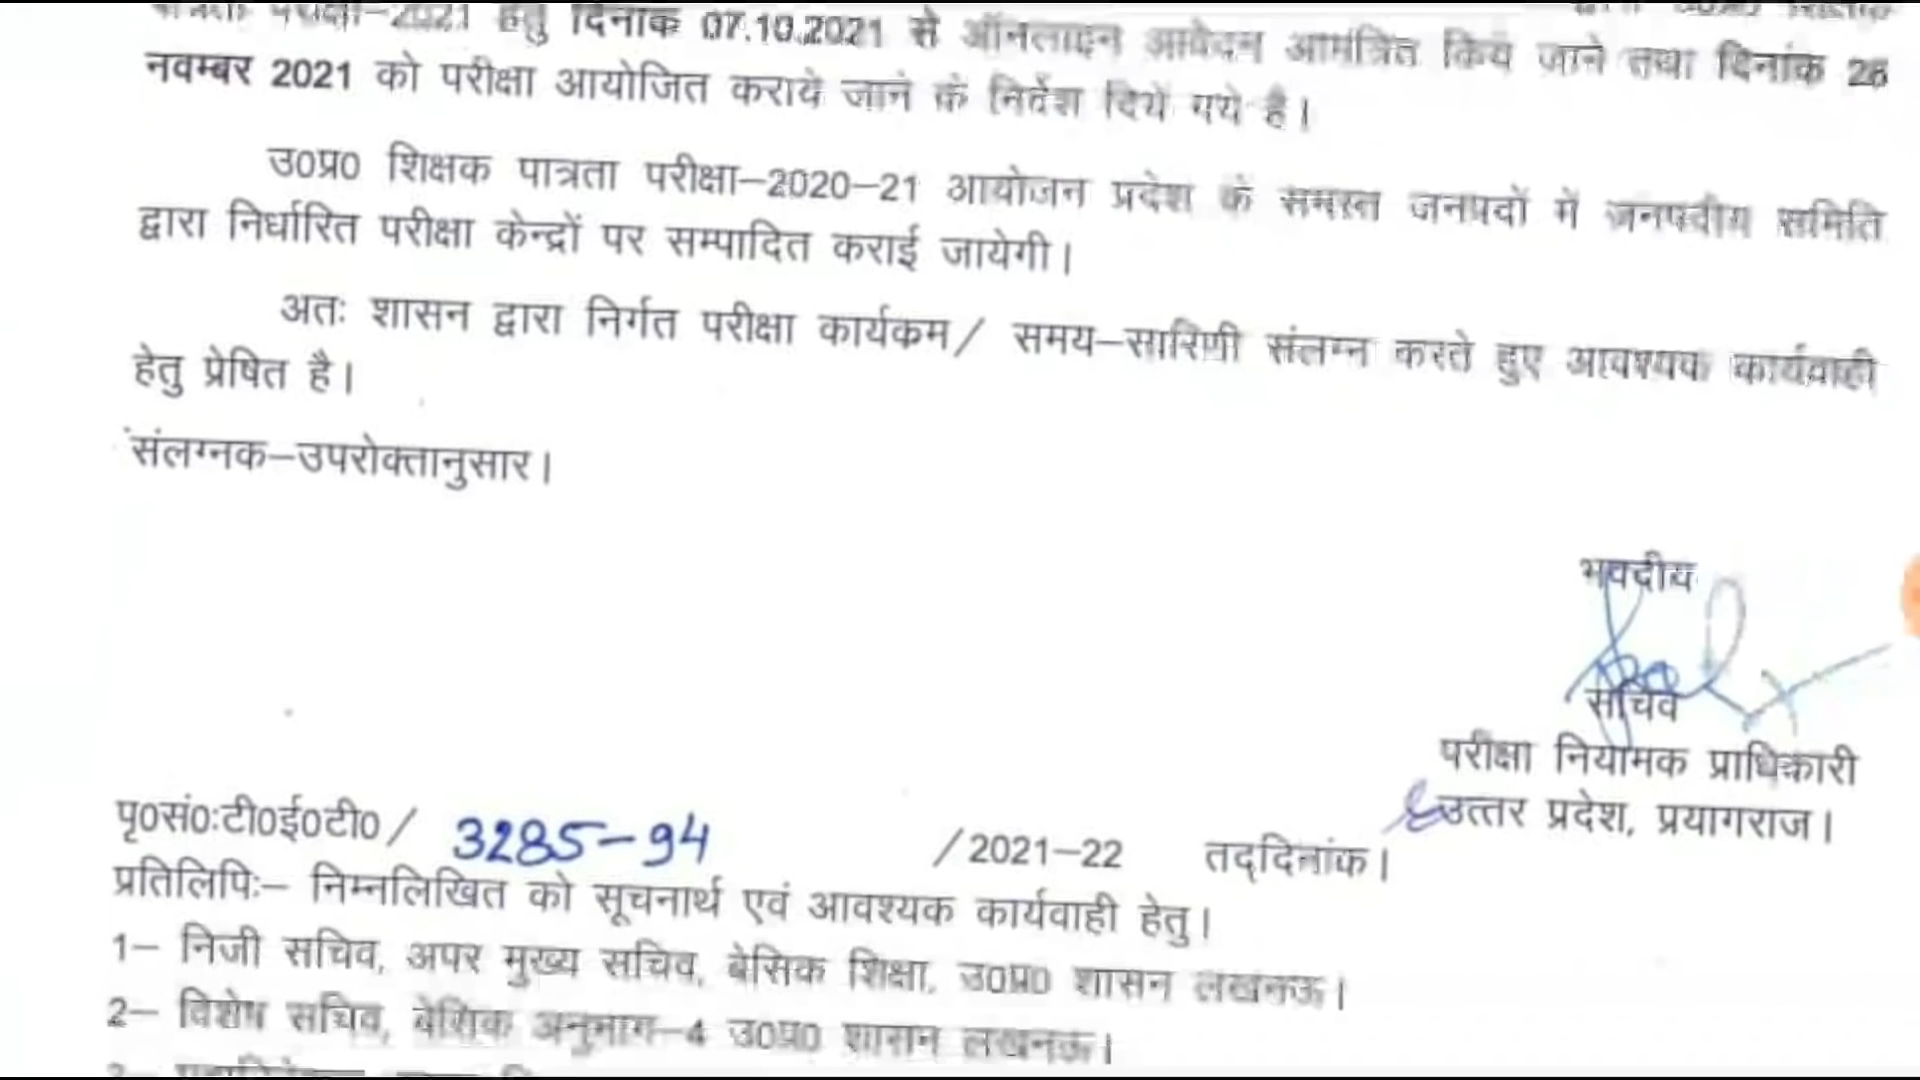 पात्रता परीक्षा–2021 हेतु दिनांक 07.10.2021 से ऑनलाइन आवेदन आमंत्रित किये जाने तथा दिनांक 28
नवम्बर 2021 को परीक्षा आयोजित कराये जाने के निर्देश दिये गये है।
उ0प्र0 शिक्षक पात्रता परीक्षा–2020–21 आयोजन प्रदेश के समस्त जनपदों में जनपदीय समिति
द्वारा निर्धारित परीक्षा केन्द्रों पर सम्पादित कराई जायेगी।
अतः शासन द्वारा निर्गत परीक्षा कार्यकम/ समय–सारिणी संलग्न करते हुए आवश्यक कार्यवाही
हेतु प्रेषित है।
संलग्नक–उपरोक्तानुसार।
भवदीय
सचिव
परीक्षा नियामक प्राधिकारी
उत्तर प्रदेश, प्रयागराज।
पृ0सं0:टी0ई0टी0/ 3285-94 /2021–22 तद्दिनांक।
प्रतिलिपिः– निम्नलिखित को सूचनार्थ एवं आवश्यक कार्यवाही हेतु।
1– निजी सचिव, अपर मुख्य सचिव, बेसिक शिक्षा, उ0प्र0 शासन लखनऊ।
2– विशेष सचिव, बेसिक अनुभाग–4 उ0प्र0 शासन लखनऊ।